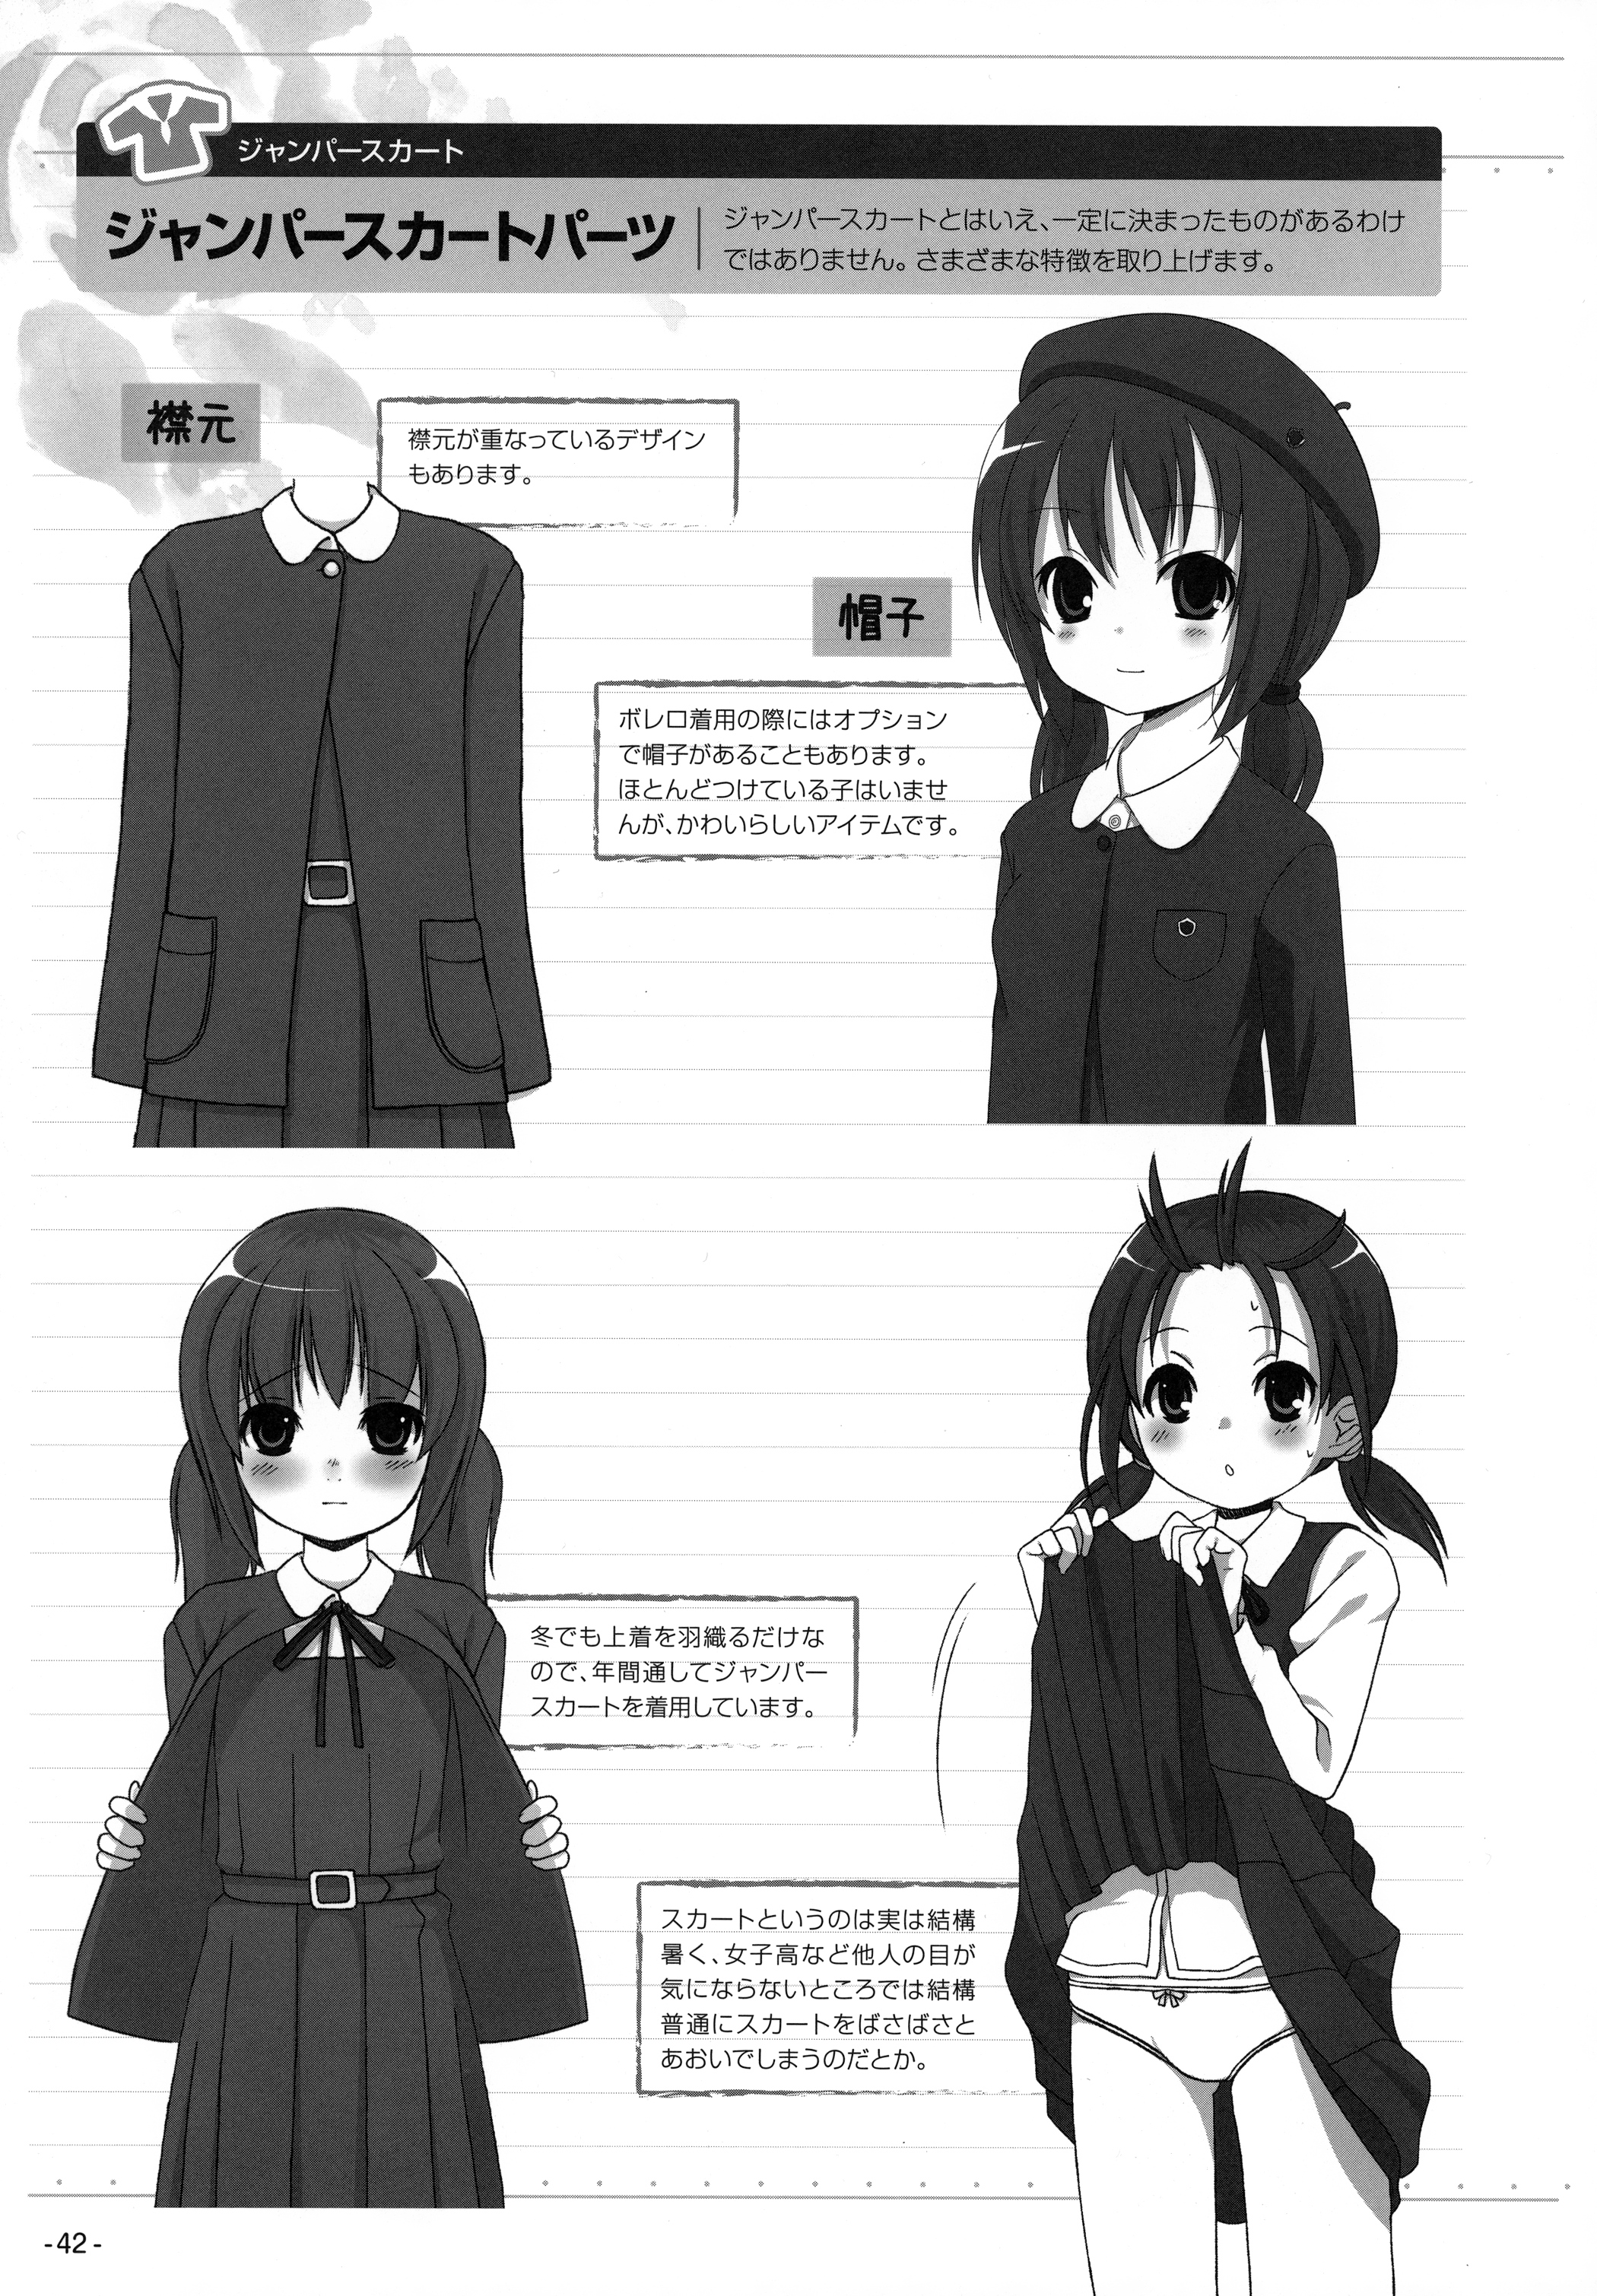 ジャンパースカート
ジャンパースカートパーツ
ジャンパースカートとはいえ、一定に決まったものがあるわけ
ではありません。さまざまな特徴を取り上げます。
襟元
襟元が重なっているデザイン
もあります。
帽子
ボレロ着用の際にはオプション
で帽子があることもあります。
ほとんどつけている子はいませ
んが、かわいらしいアイテムです。
冬でも上着を羽織るだけな
ので、年間通してジャンパー
スカートを着用しています。
スカートというのは実は結構
暑く、女子高など他人の目が
気にならないところでは結構
普通にスカートをばさばさと
あおいでしまうのだとか。
-42-